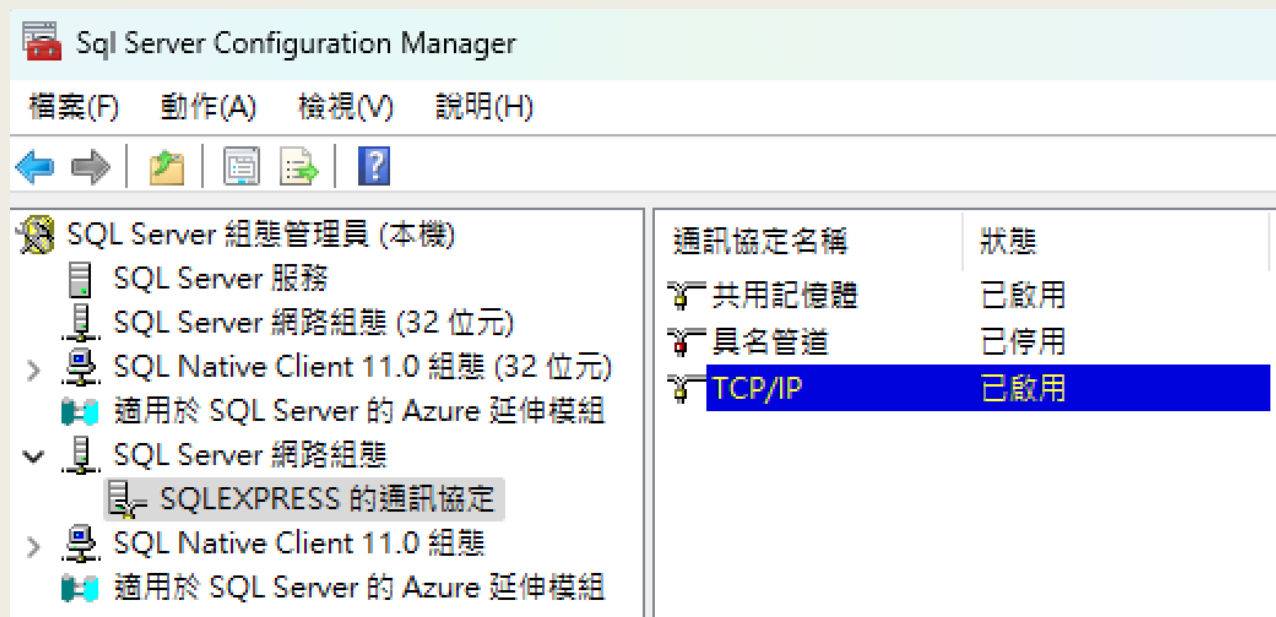 Sql Server Configuration Manager
檔案(F) 動作(A) 檢視(V) 說明(H)
SQL Server 組態管理員 (本機)
SQL Server 服務
SQL Server 網路組態 (32 位元)
SQL Native Client 11.0 組態 (32 位元)
適用於 SQL Server 的 Azure 延伸模組
SQL Server 網路組態
SQLEXPRESS 的通訊協定
SQL Native Client 11.0 組態
適用於 SQL Server 的 Azure 延伸模組
通訊協定名稱 狀態
共用記憶體 已啟用
具名管道 已停用
TCP/IP 已啟用